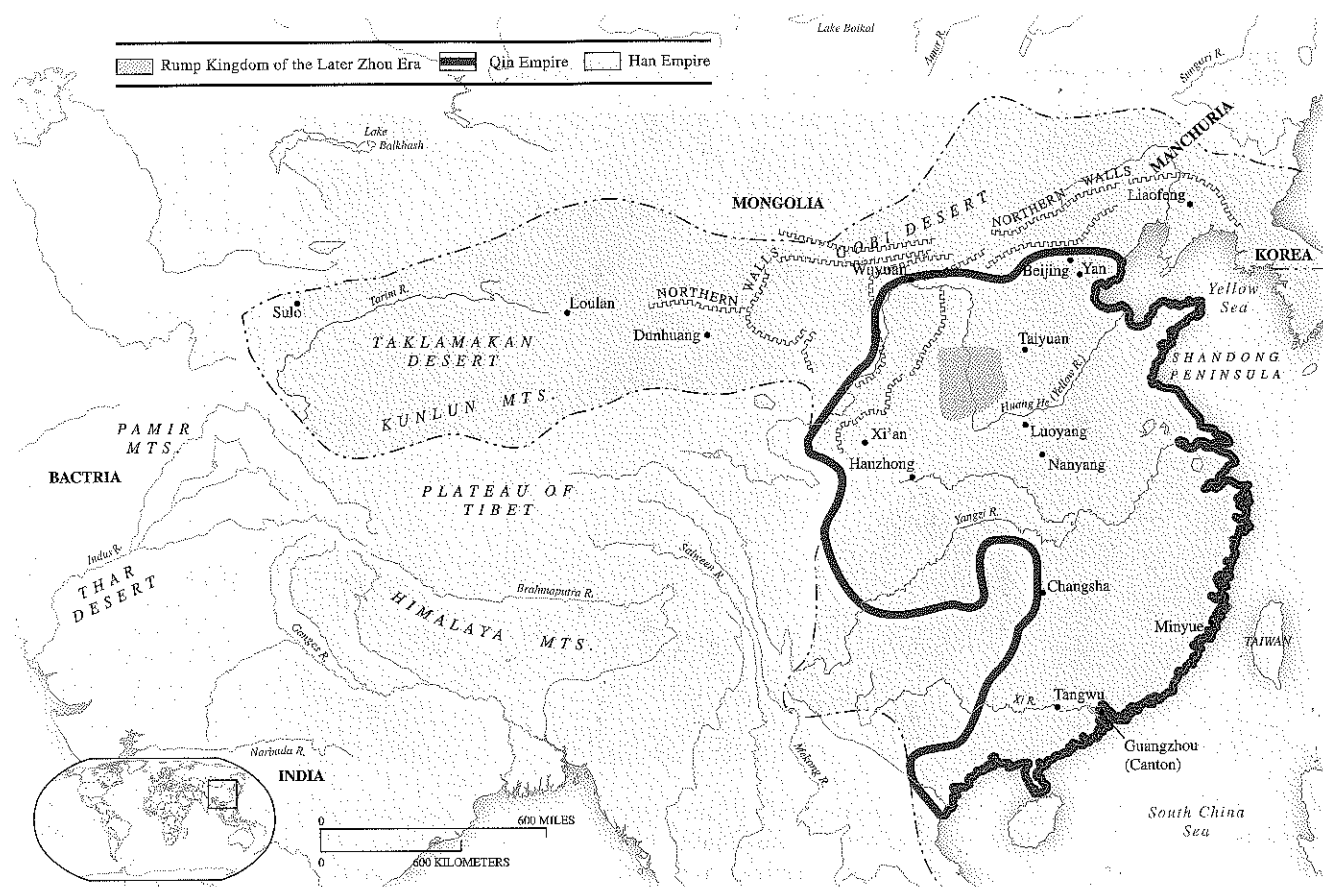 Lake Baikal
Amur R.
Sungari R.
Rump Kingdom of the Later Zhou Era
Qin Empire
Han Empire
Lake
Balkhash
MONGOLIA
GOBI DESERT
NORTHERN WALLS
MANCHURIA
Liaofeng
KOREA
Wuyuan
Beijing
Yan
Yellow
Sea
Sulo
Tarim R.
Loulan
NORTHERN WALLS
Dunhuang
TAKLAMAKAN
DESERT
Taiyuan
SHANDONG
PENINSULA
KUNLUN MTS.
Huang He (Yellow R.)
PAMIR
MTS.
Xi'an
Luoyang
BACTRIA
Hanzhong
Nanyang
PLATEAU OF
TIBET
Yangzi R.
Indus R.
THAR
DESERT
Salween R.
Brahmaputra R.
HIMALAYA MTS.
Changsha
Ganges R.
Minyue
TAIWAN
Xi R.
Tangwu
Narbuda R.
INDIA
Mekong R.
Guangzhou
(Canton)
South China
Sea
0 600 MILES
0 600 KILOMETERS